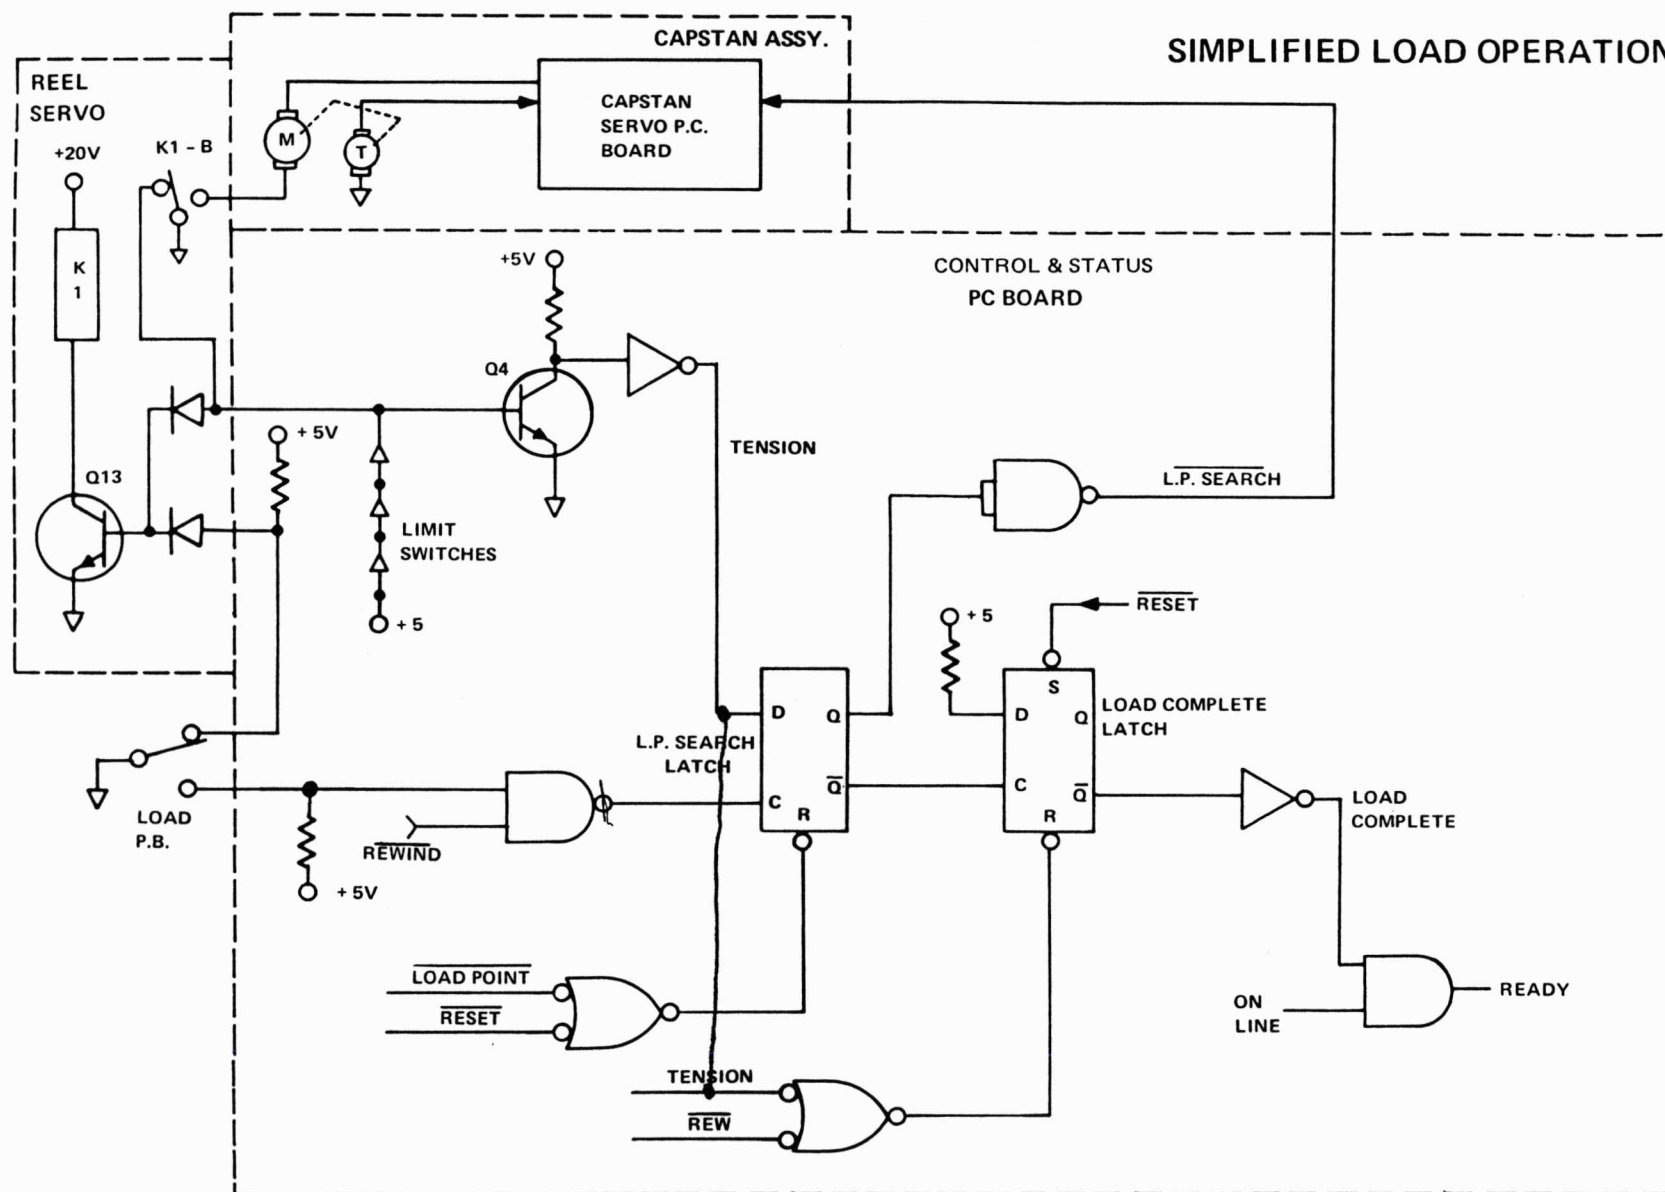 CAPSTAN ASSY.
SIMPLIFIED LOAD OPERATION
REEL
SERVO
+20V
K1 – B
M
T
CAPSTAN
SERVO P.C.
BOARD
K
1
+5V
CONTROL & STATUS
PC BOARD
Q4
+ 5V
TENSION
Q13
LIMIT
SWITCHES
L.P. SEARCH
+ 5
RESET
+ 5
S
D
Q
L.P. SEARCH
LATCH
D
Q
LOAD COMPLETE
LATCH
Q
C
R
C
Q
R
LOAD
P.B.
REWIND
+ 5V
LOAD
COMPLETE
LOAD POINT
RESET
ON
LINE
READY
TENSION
REW